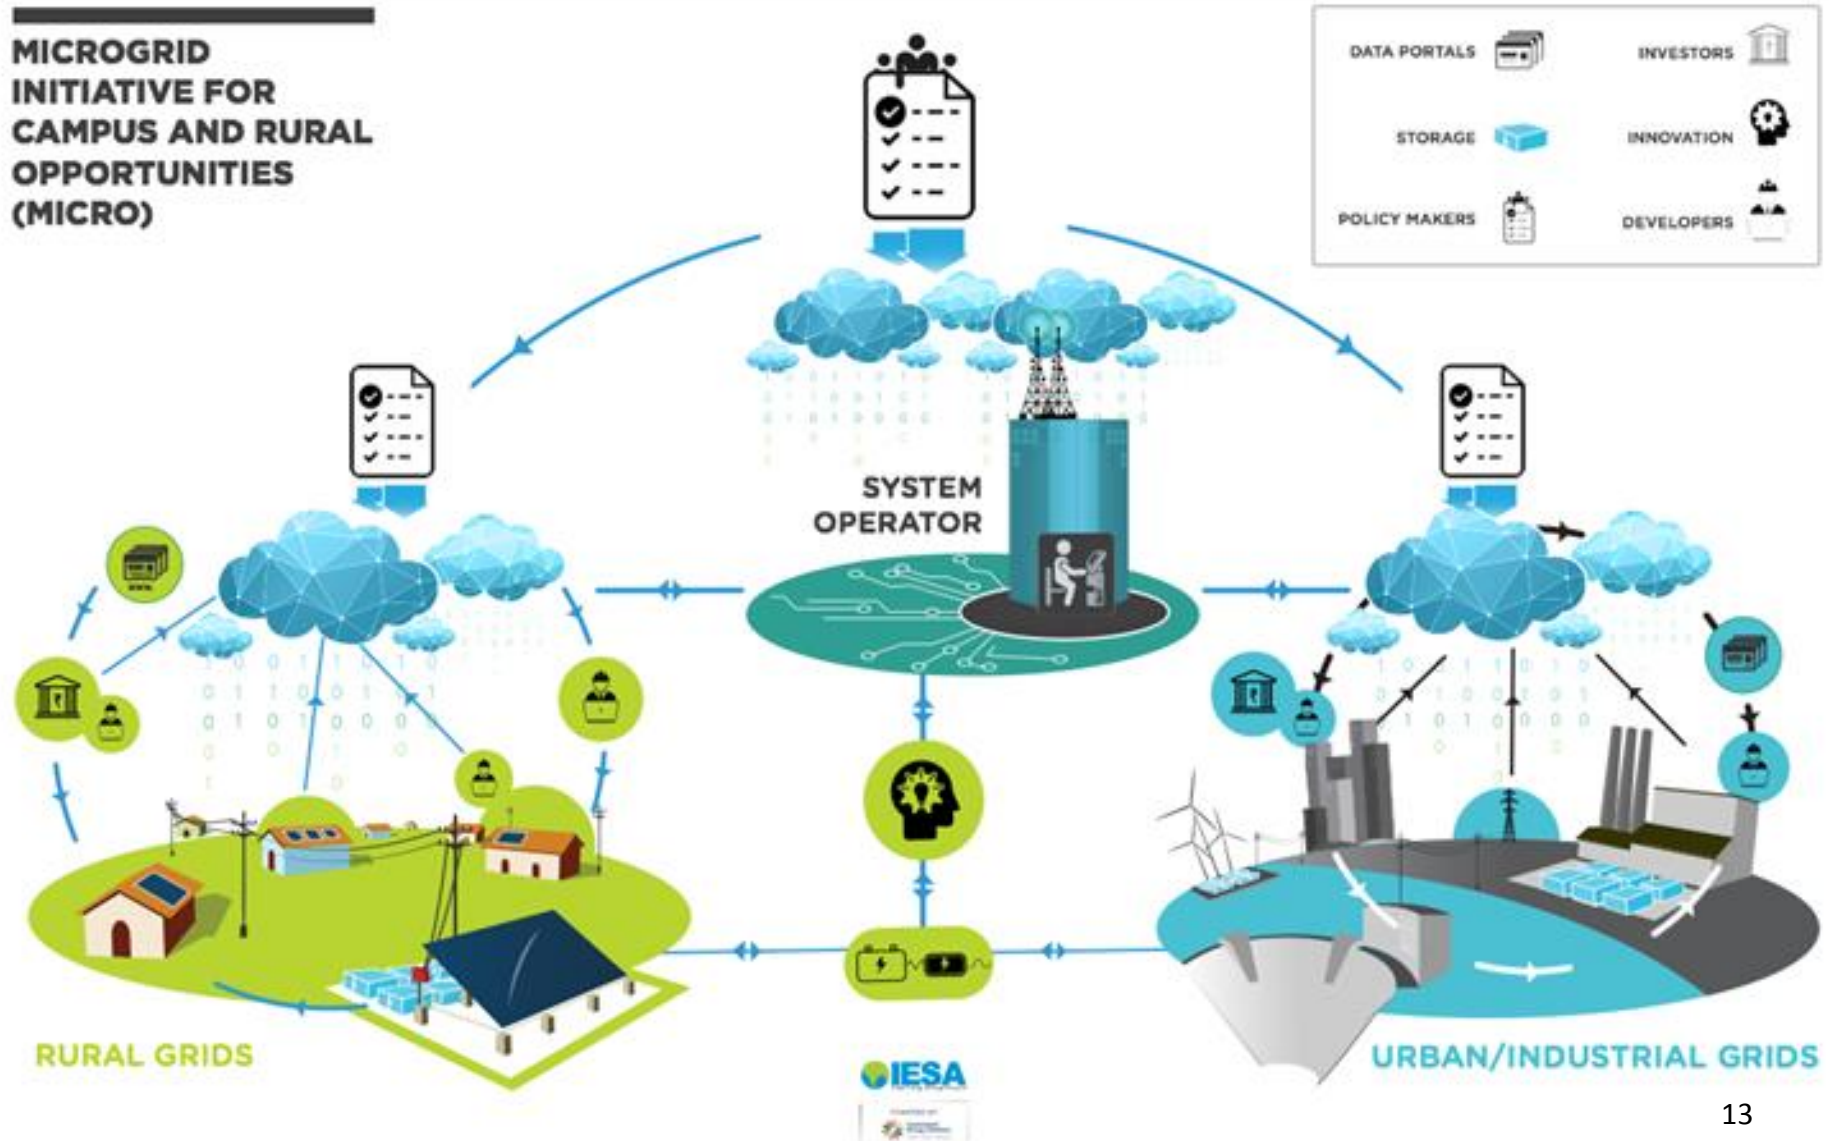 MICROGRID
INITIATIVE FOR
CAMPUS AND RURAL
OPPORTUNITIES
(MICRO)
DATA PORTALS
INVESTORS
STORAGE
INNOVATION
POLICY MAKERS
DEVELOPERS
SYSTEM
OPERATOR
RURAL GRIDS
URBAN/INDUSTRIAL GRIDS
IESA
13